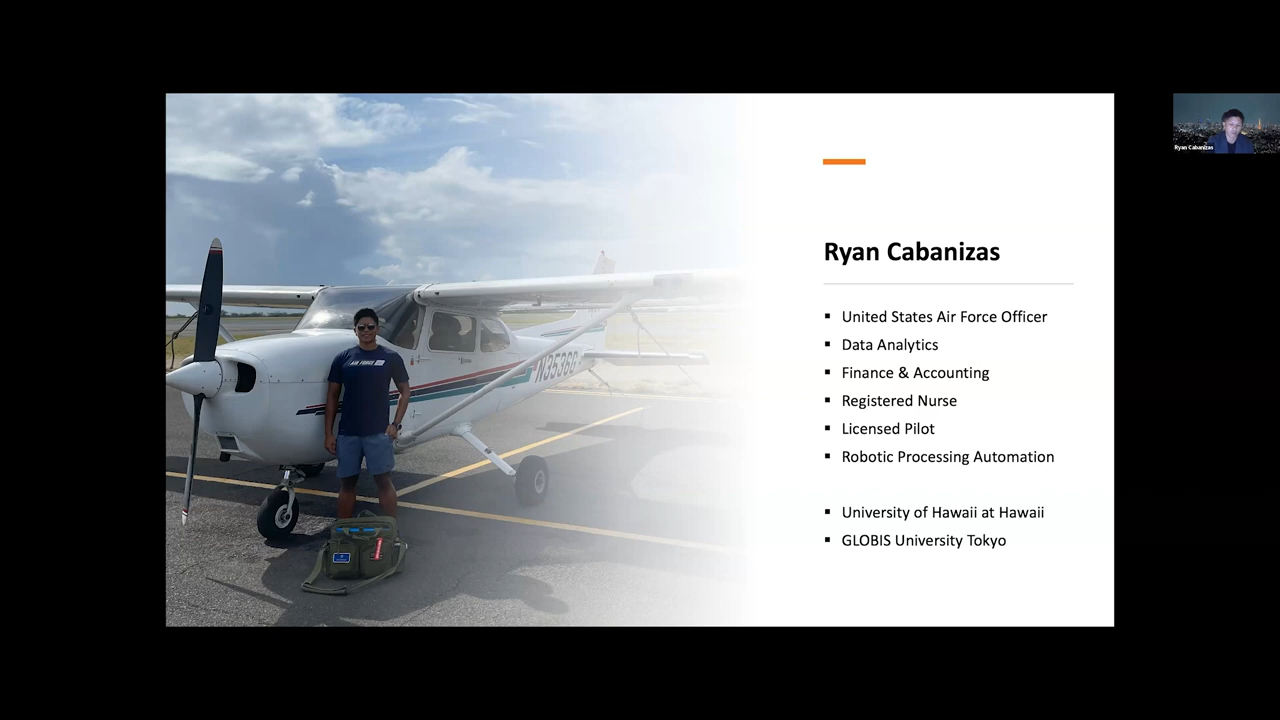 Ryan Cabanizas
▪ United States Air Force Officer
▪ Data Analytics
▪ Finance & Accounting
▪ Registered Nurse
▪ Licensed Pilot
▪ Robotic Processing Automation
▪ University of Hawaii at Hawaii
▪ GLOBIS University Tokyo
AIR FORCE
N3536G
Ryan Cabanizas